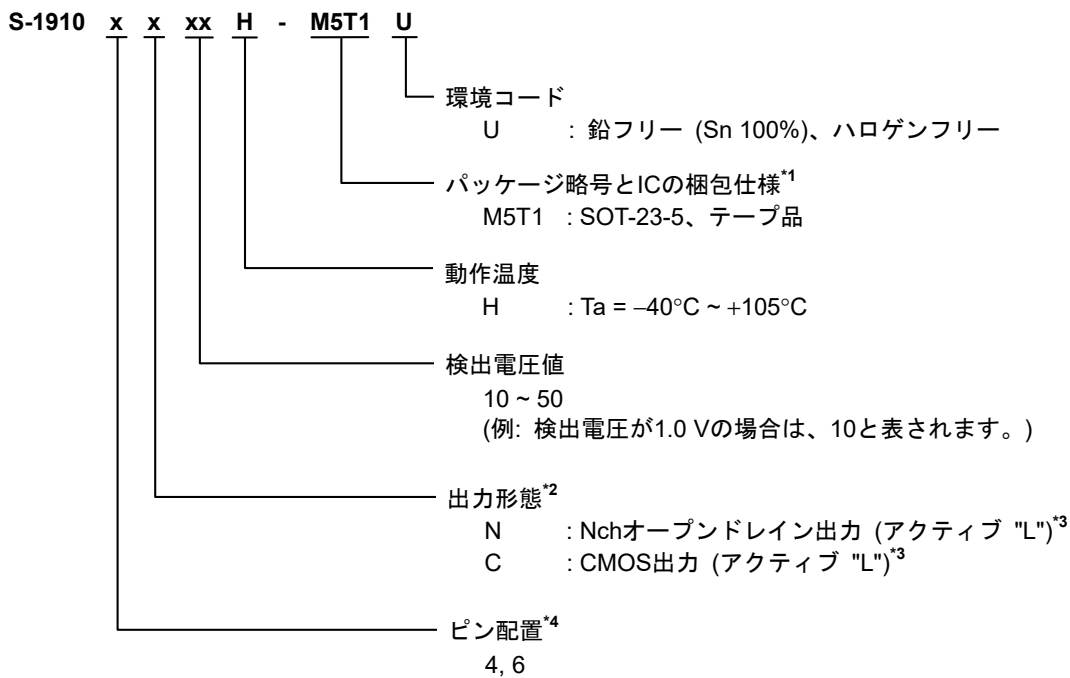 S-1910 x x xx H - M5T1 U
環境コード
U : 鉛フリー (Sn 100%)、ハロゲンフリー
パッケージ略号とICの梱包仕様*1
M5T1 : SOT-23-5、テープ品
動作温度
H : Ta = −40°C ~ +105°C
検出電圧値
10 ~ 50
(例: 検出電圧が1.0 Vの場合は、10と表されます。)
出力形態*2
N : Nchオープンドレイン出力 (アクティブ "L")*3
C : CMOS出力 (アクティブ "L")*3
ピン配置*4
4, 6